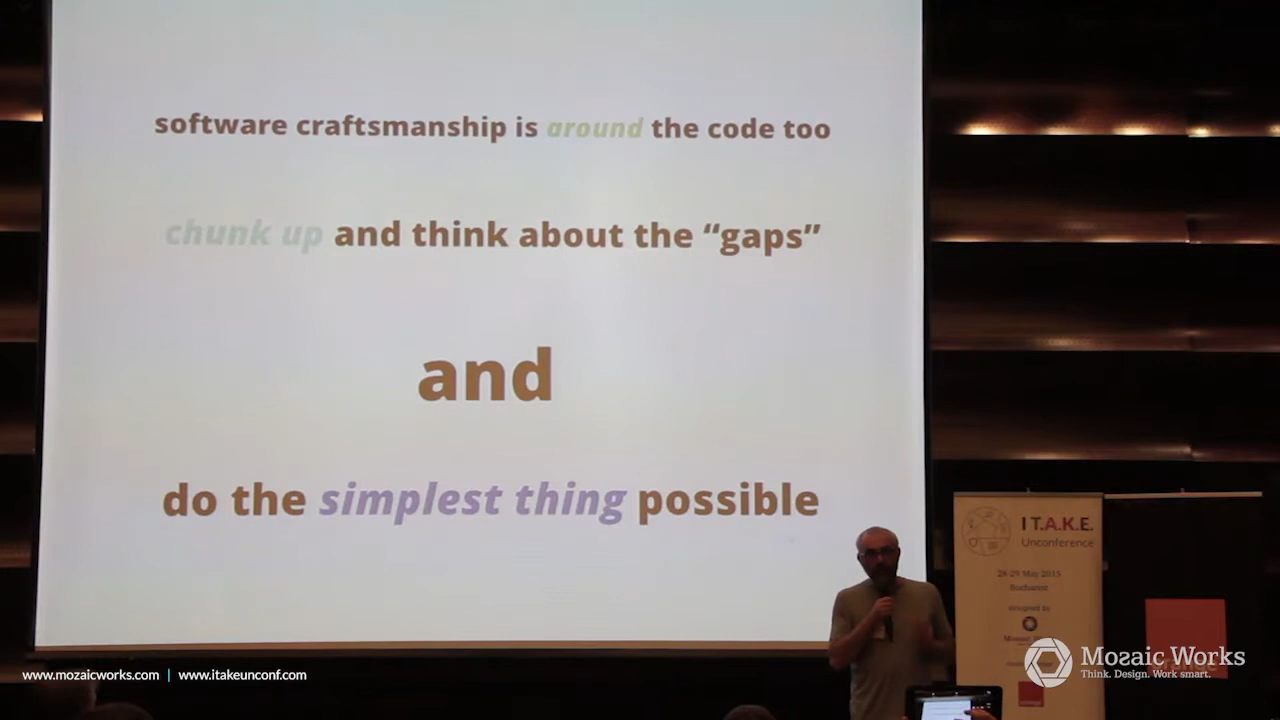 software craftsmanship is around the code too
chunk up and think about the “gaps”
and
do the simplest thing possible
I T.A.K.E.
Unconference
28-29 May 2015
Bucharest
designed by
Mozaic Works
Think. Design. Work smart.
www.mozaicworks.com | www.itakeunconf.com